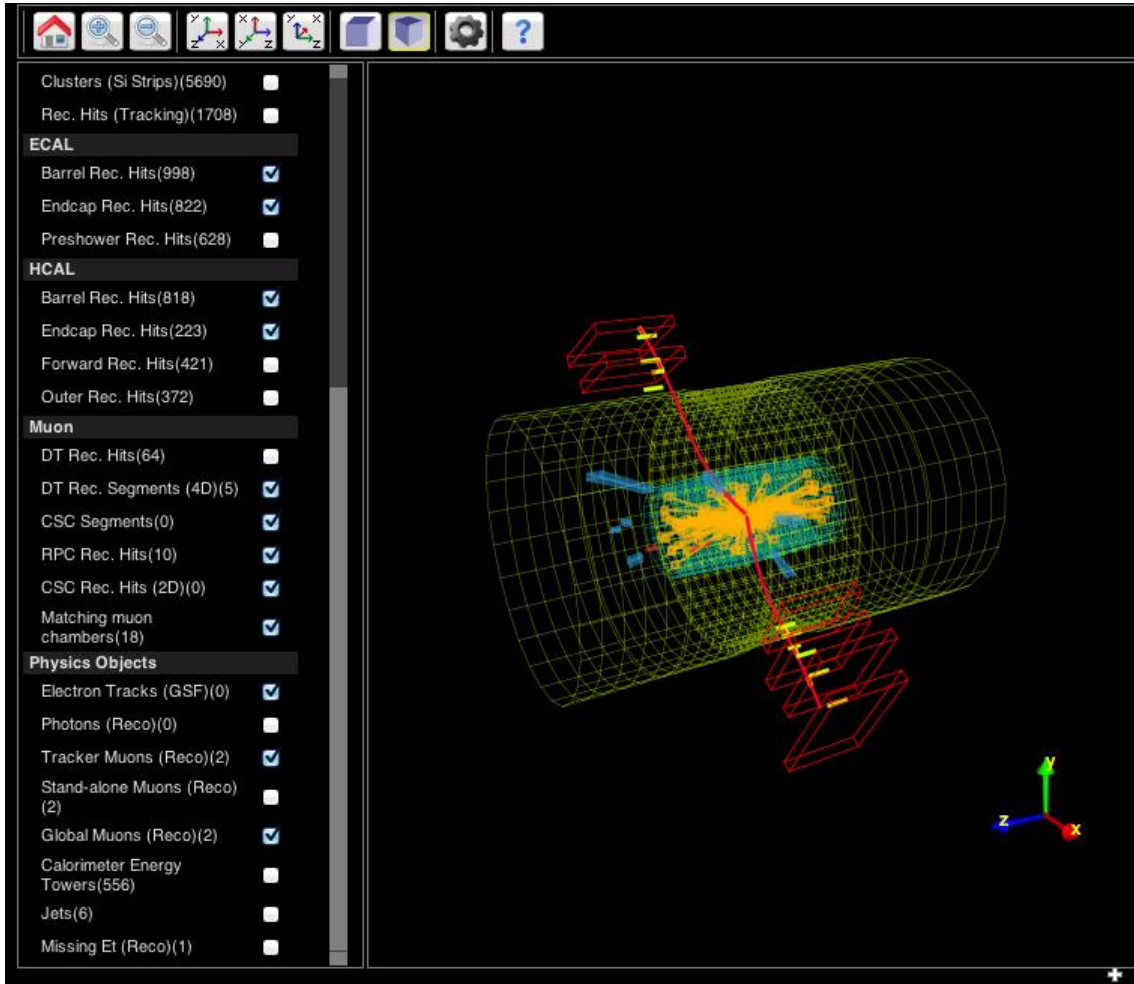 Y Z X
X Y Z
Y X Z
?
Clusters (Si Strips)(5690)
Rec. Hits (Tracking)(1708)
ECAL
Barrel Rec. Hits(998)
Endcap Rec. Hits(822)
Preshower Rec. Hits(628)
HCAL
Barrel Rec. Hits(818)
Endcap Rec. Hits(223)
Forward Rec. Hits(421)
Outer Rec. Hits(372)
Muon
DT Rec. Hits(64)
DT Rec. Segments (4D)(5)
CSC Segments(0)
RPC Rec. Hits(10)
CSC Rec. Hits (2D)(0)
Matching muon
chambers(18)
Physics Objects
Electron Tracks (GSF)(0)
Photons (Reco)(0)
Tracker Muons (Reco)(2)
Stand-alone Muons (Reco)
(2)
Global Muons (Reco)(2)
Calorimeter Energy
Towers(556)
Jets(6)
Missing Et (Reco)(1)
y
z
x